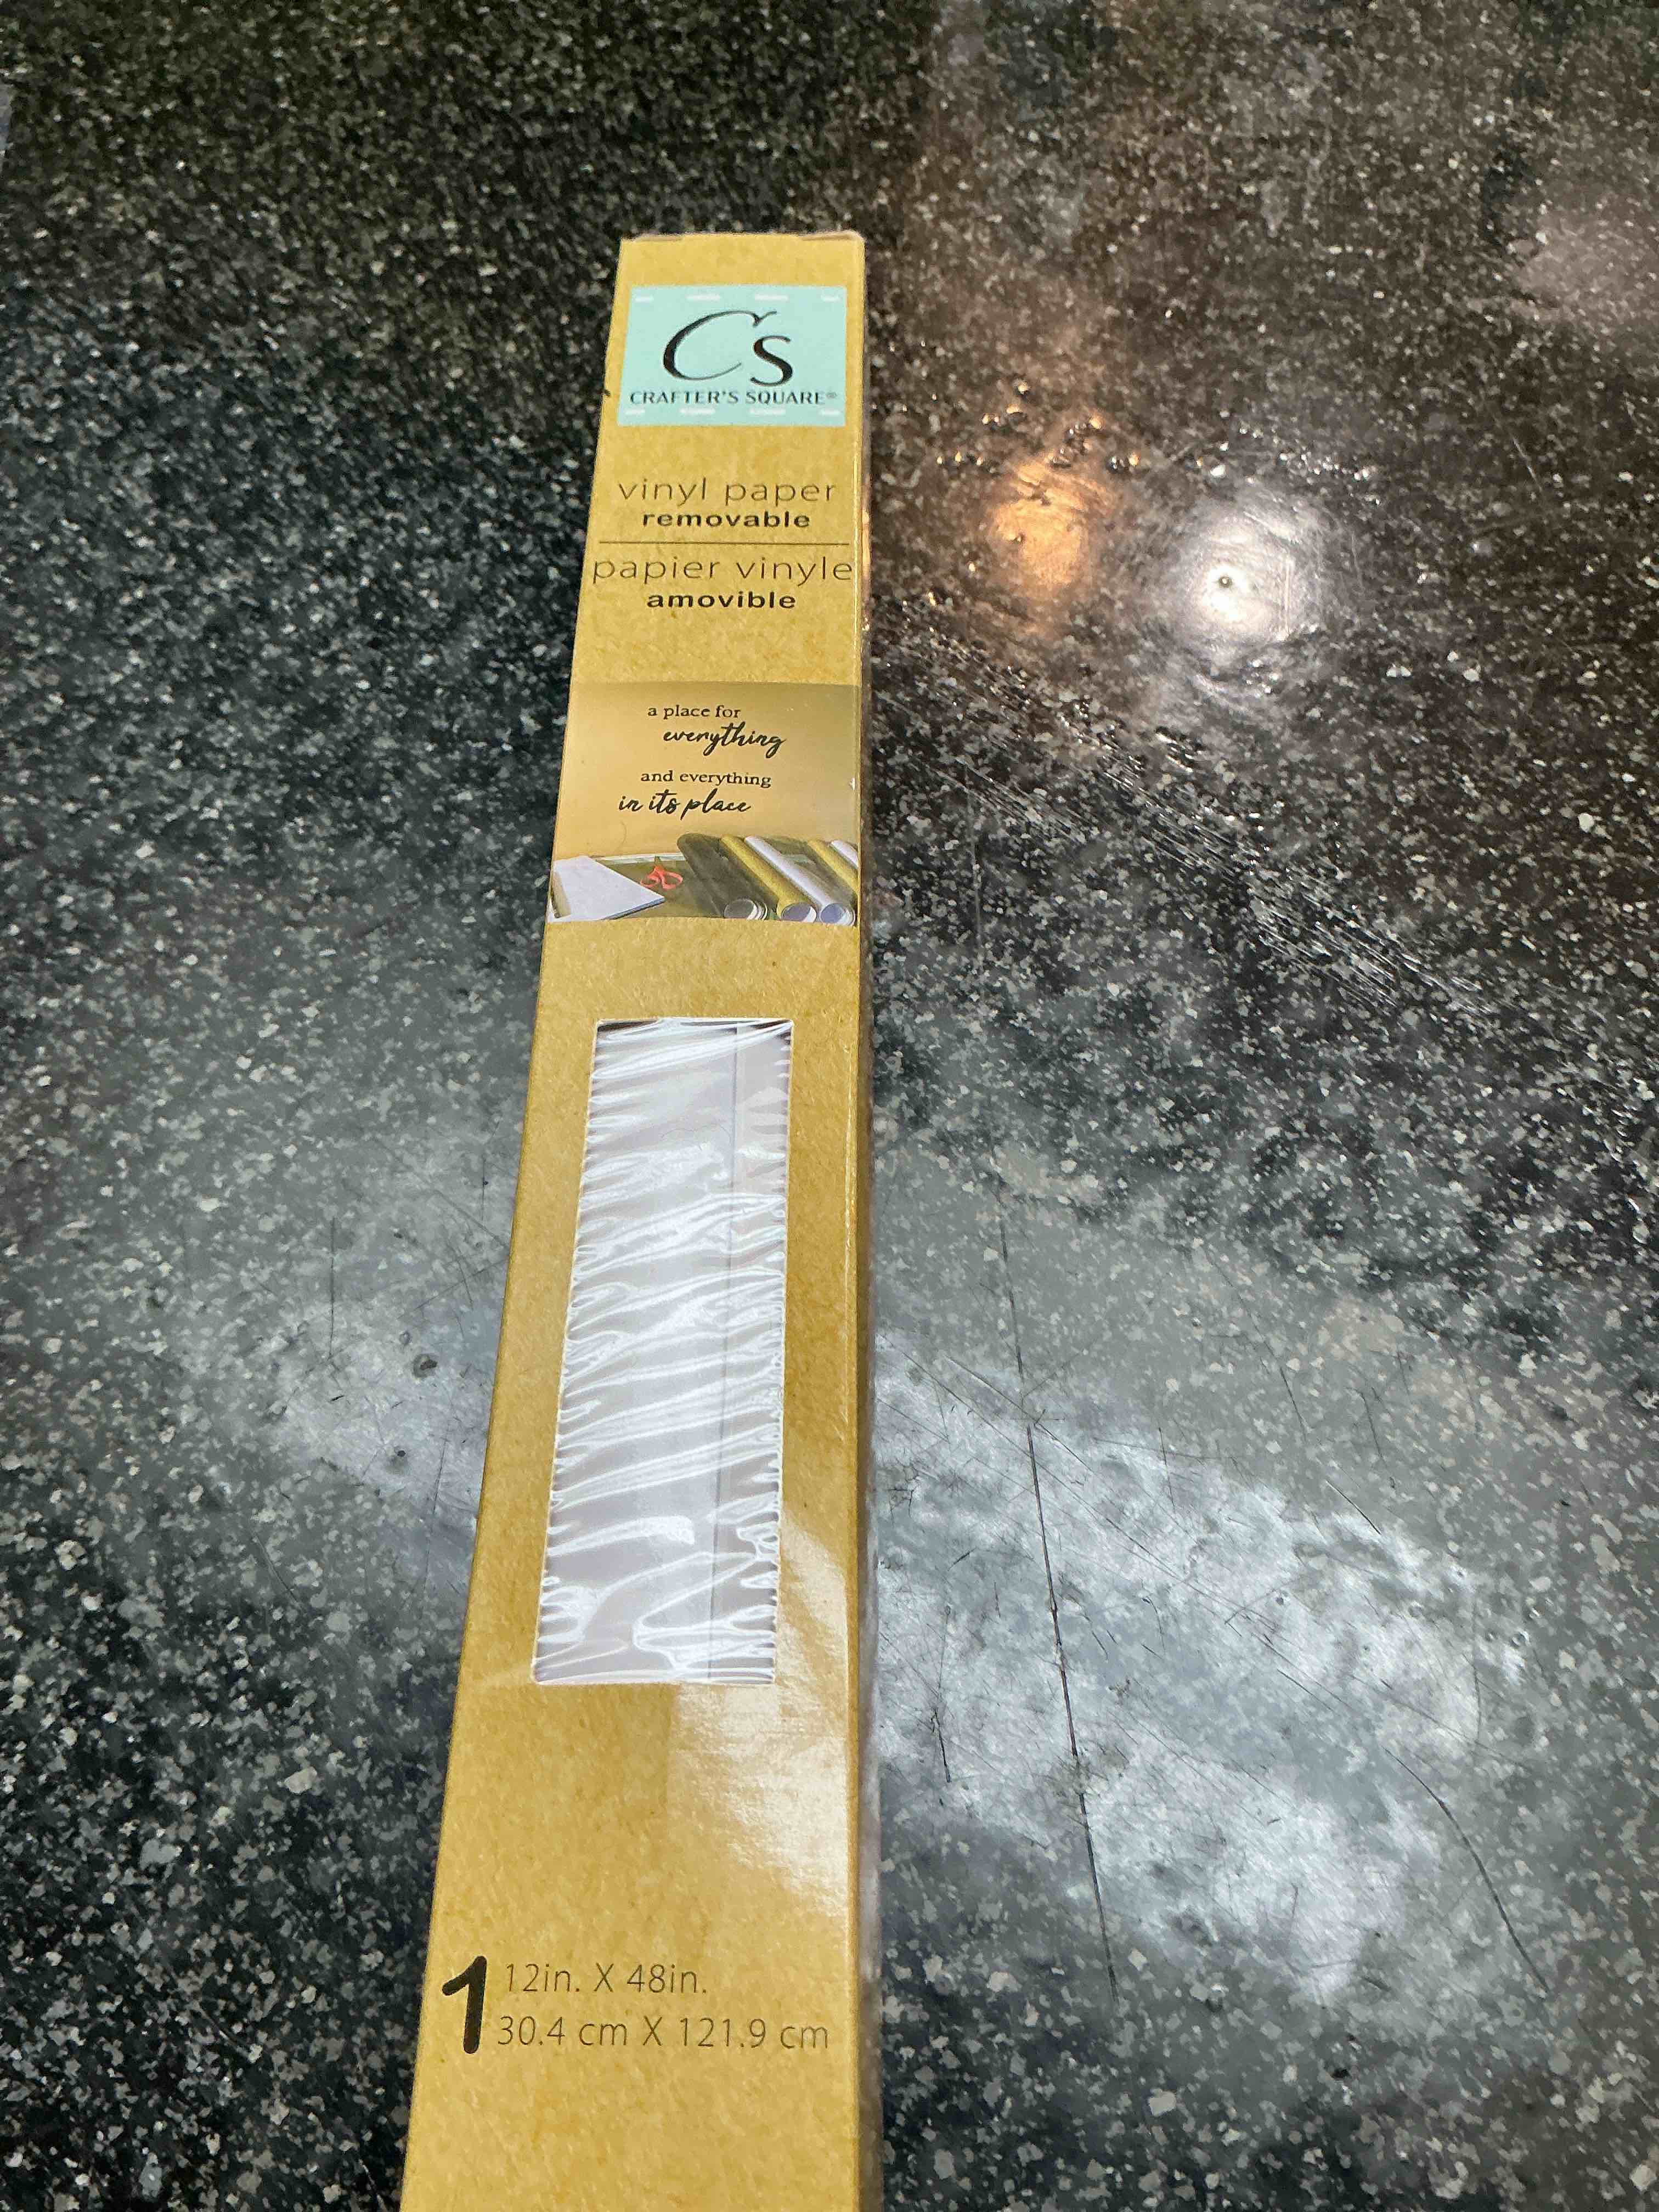 Cs
CRAFTER'S SQUARE®
vinyl paper
removable
papier vinyle
amovible
a place for
everything
and everything
in its place
1 12in. X 48in.
30.4 cm X 121.9 cm